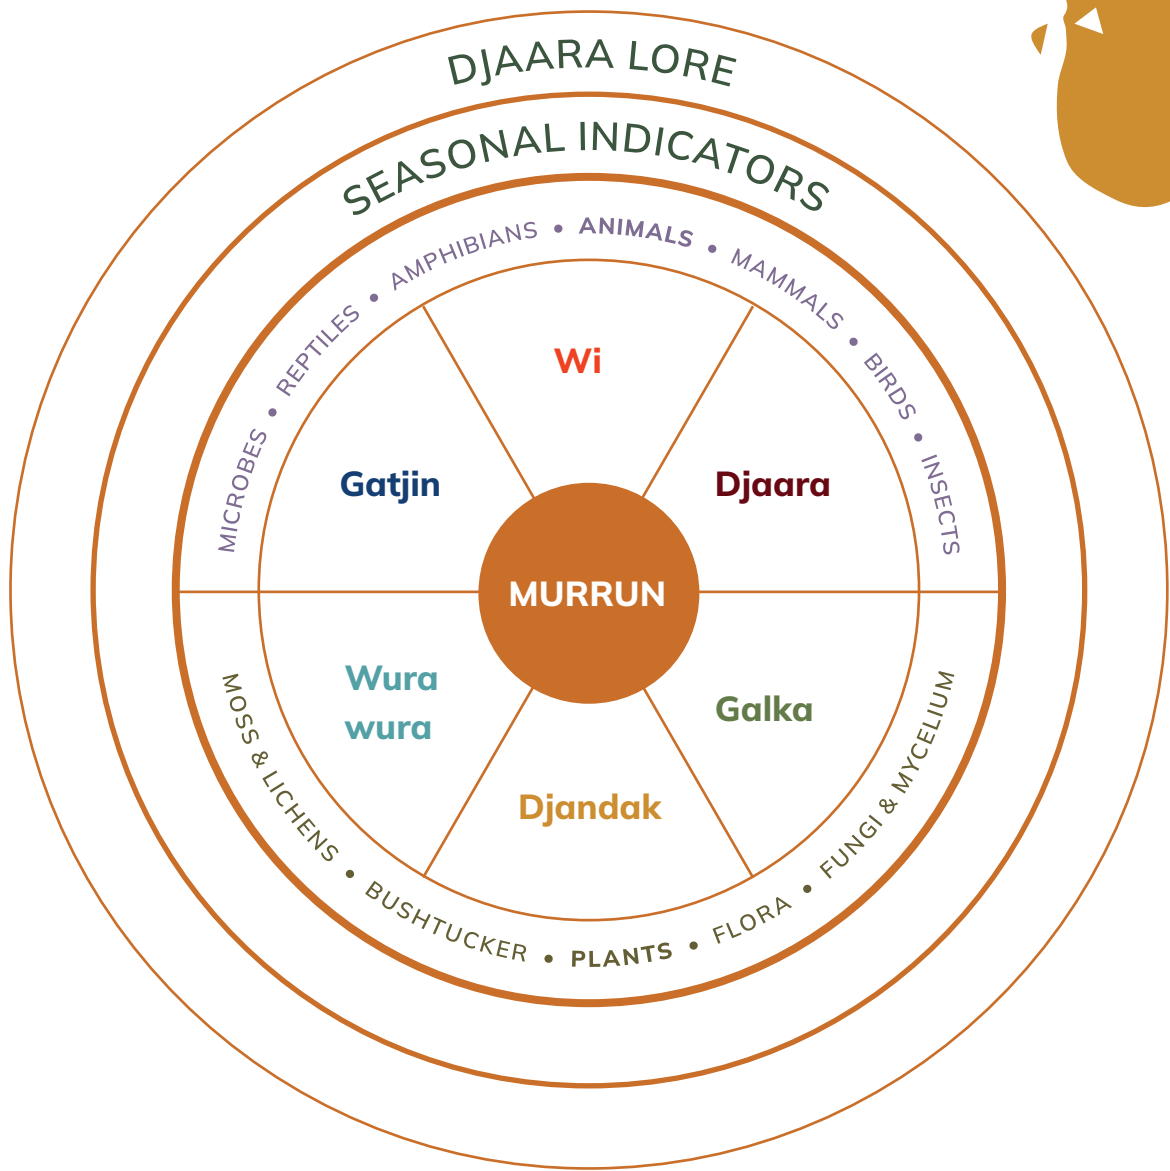 DJAARA LORE
SEASONAL INDICATORS
MICROBES • REPTILES • AMPHIBIANS • ANIMALS • MAMMALS • BIRDS • INSECTS
Wi
Gatjin
Djaara
MURRUN
Wura
wura
Galka
Djandak
MOSS & LICHENS • BUSHTUCKER • PLANTS • FLORA • FUNGI & MYCELIUM